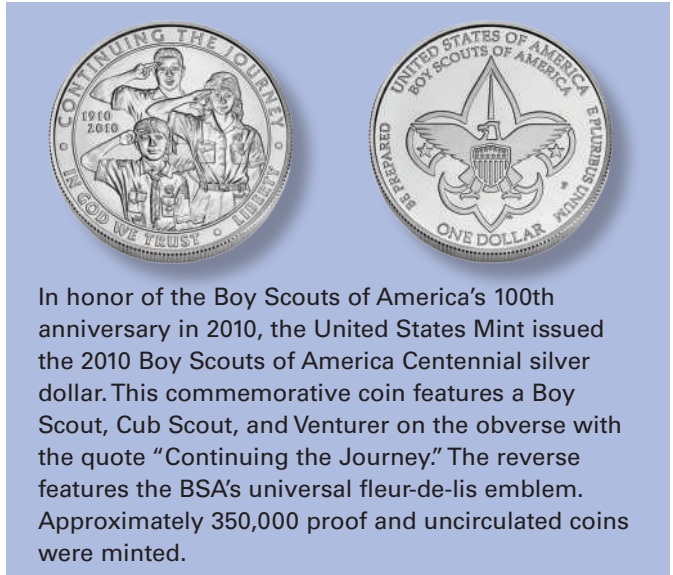 CONTINUING THE JOURNEY
1910
2010
IN GOD WE TRUST
LIBERTY
UNITED STATES OF AMERICA
BOY SCOUTS OF AMERICA
BE PREPARED
E PLURIBUS UNUM
ONE DOLLAR
In honor of the Boy Scouts of America’s 100th
anniversary in 2010, the United States Mint issued
the 2010 Boy Scouts of America Centennial silver
dollar. This commemorative coin features a Boy
Scout, Cub Scout, and Venturer on the obverse with
the quote “Continuing the Journey.” The reverse
features the BSA’s universal fleur-de-lis emblem.
Approximately 350,000 proof and uncirculated coins
were minted.